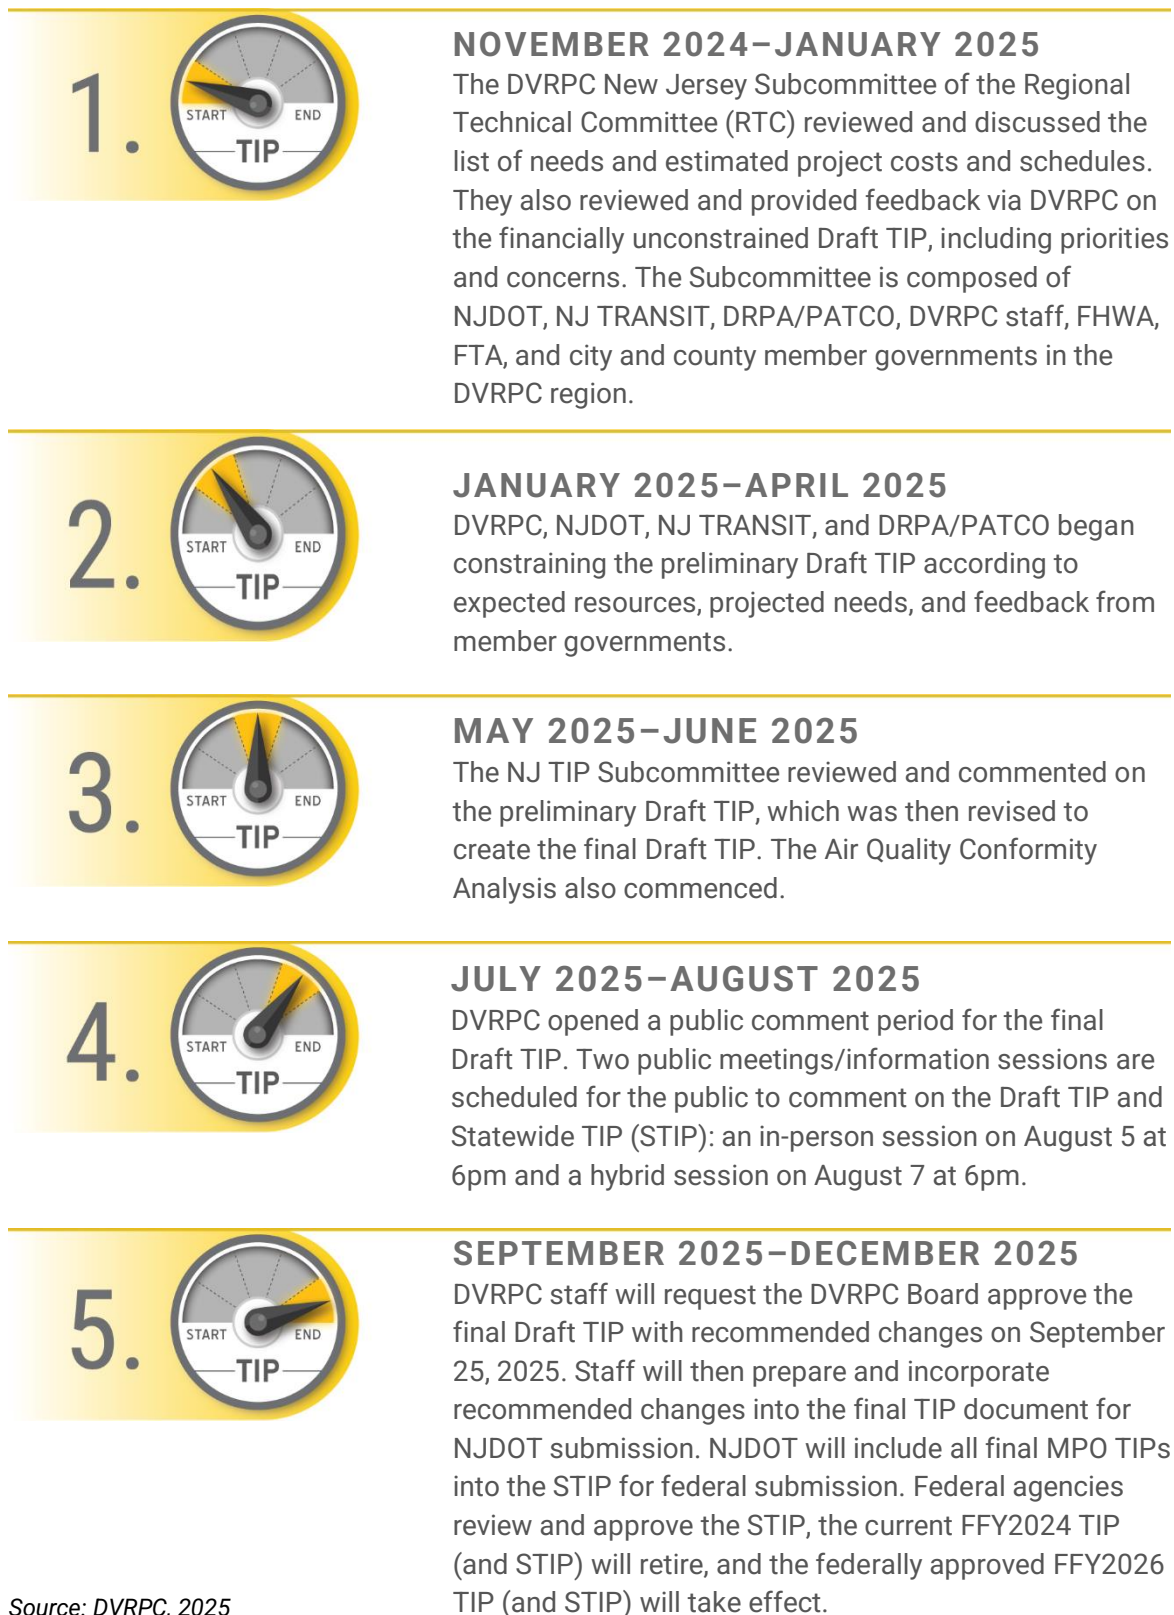 1.
START
END
TIP
NOVEMBER 2024–JANUARY 2025
The DVRPC New Jersey Subcommittee of the Regional
Technical Committee (RTC) reviewed and discussed the
list of needs and estimated project costs and schedules.
They also reviewed and provided feedback via DVRPC on
the financially unconstrained Draft TIP, including priorities
and concerns. The Subcommittee is composed of
NJDOT, NJ TRANSIT, DRPA/PATCO, DVRPC staff, FHWA,
FTA, and city and county member governments in the
DVRPC region.
2.
START
END
TIP
JANUARY 2025–APRIL 2025
DVRPC, NJDOT, NJ TRANSIT, and DRPA/PATCO began
constraining the preliminary Draft TIP according to
expected resources, projected needs, and feedback from
member governments.
3.
START
END
TIP
MAY 2025–JUNE 2025
The NJ TIP Subcommittee reviewed and commented on
the preliminary Draft TIP, which was then revised to
create the final Draft TIP. The Air Quality Conformity
Analysis also commenced.
4.
START
END
TIP
JULY 2025–AUGUST 2025
DVRPC opened a public comment period for the final
Draft TIP. Two public meetings/information sessions are
scheduled for the public to comment on the Draft TIP and
Statewide TIP (STIP): an in-person session on August 5 at
6pm and a hybrid session on August 7 at 6pm.
5.
START
END
TIP
SEPTEMBER 2025–DECEMBER 2025
DVRPC staff will request the DVRPC Board approve the
final Draft TIP with recommended changes on September
25, 2025. Staff will then prepare and incorporate
recommended changes into the final TIP document for
NJDOT submission. NJDOT will include all final MPO TIPs
into the STIP for federal submission. Federal agencies
review and approve the STIP, the current FFY2024 TIP
(and STIP) will retire, and the federally approved FFY2026
TIP (and STIP) will take effect.
Source: DVRPC, 2025